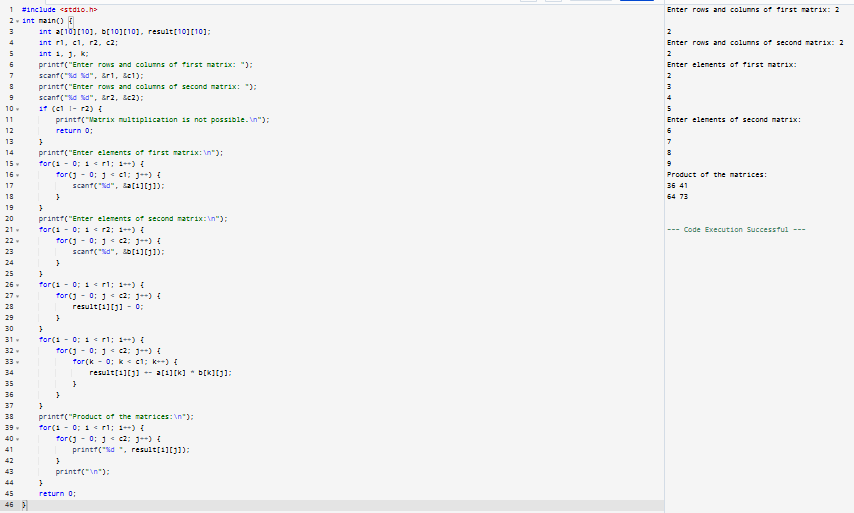 1 #include <stdio.h>
2 int main() {
3 int a[10][10], b[10][10], result[10][10];
4 int r1, c1, r2, c2;
5 int i, j, k;
6 printf("Enter rows and columns of first matrix: ");
7 scanf("%d %d", &r1, &c1);
8 printf("Enter rows and columns of second matrix: ");
9 scanf("%d %d", &r2, &c2);
10 if (c1 != r2) {
11 printf("Matrix multiplication is not possible.\n");
12 return 0;
13 }
14 printf("Enter elements of first matrix:\n");
15 for(i = 0; i < r1; i++) {
16 for(j = 0; j < c1; j++) {
17 scanf("%d", &a[i][j]);
18 }
19 }
20 printf("Enter elements of second matrix:\n");
21 for(i = 0; i < r2; i++) {
22 for(j = 0; j < c2; j++) {
23 scanf("%d", &b[i][j]);
24 }
25 }
26 for(i = 0; i < r1; i++) {
27 for(j = 0; j < c2; j++) {
28 result[i][j] = 0;
29 }
30 }
31 for(i = 0; i < r1; i++) {
32 for(j = 0; j < c2; j++) {
33 for(k = 0; k < c1; k++) {
34 result[i][j] += a[i][k] * b[k][j];
35 }
36 }
37 }
38 printf("Product of the matrices:\n");
39 for(i = 0; i < r1; i++) {
40 for(j = 0; j < c2; j++) {
41 printf("%d ", result[i][j]);
42 }
43 printf("\n");
44 }
45 return 0;
46 }
Enter rows and columns of first matrix: 2
2
Enter rows and columns of second matrix: 2
2
Enter elements of first matrix:
2
3
4
5
Enter elements of second matrix:
6
7
8
9
Product of the matrices:
36 41
64 73
=== Code Execution Successful ===